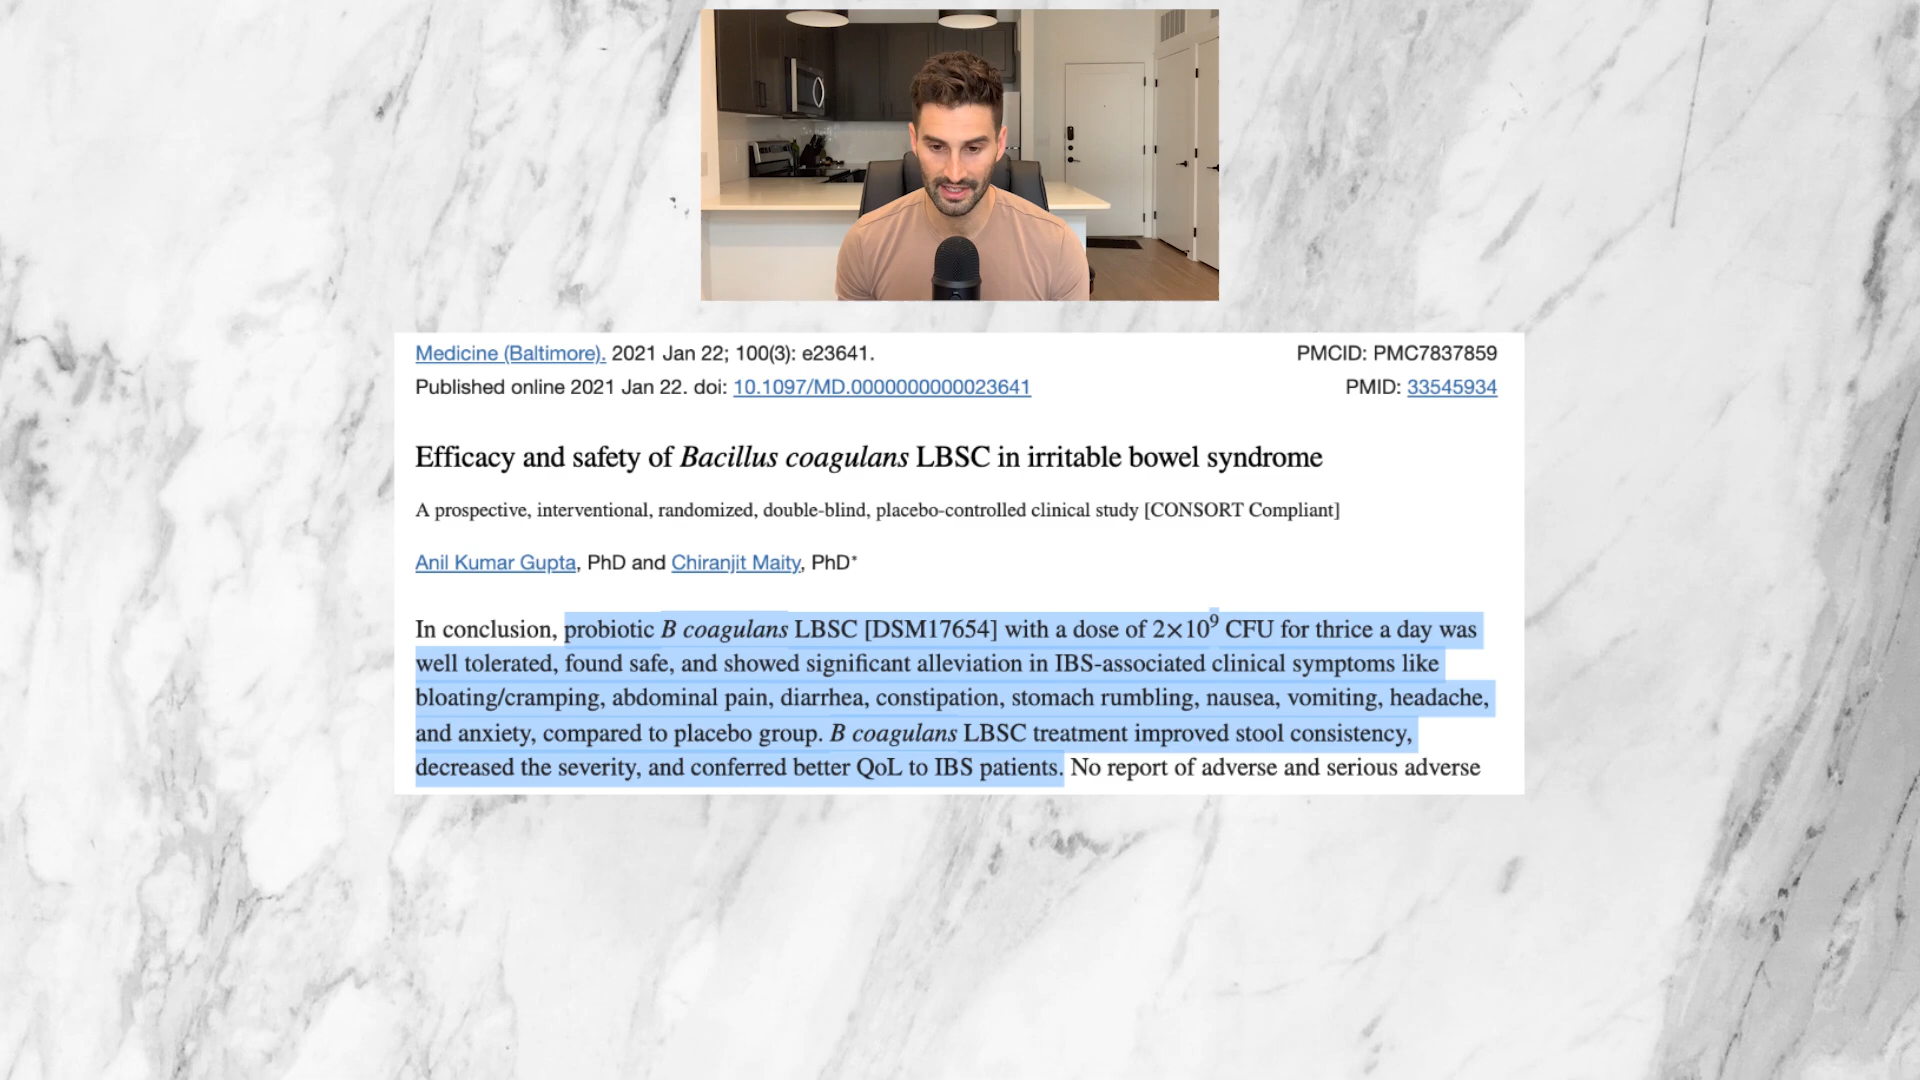 Medicine (Baltimore). 2021 Jan 22; 100(3): e23641. PMCID: PMC7837859
Published online 2021 Jan 22. doi: 10.1097/MD.0000000000023641 PMID: 33545934
Efficacy and safety of Bacillus coagulans LBSC in irritable bowel syndrome
A prospective, interventional, randomized, double-blind, placebo-controlled clinical study [CONSORT Compliant]
Anil Kumar Gupta, PhD and Chiranjit Maity, PhD*
In conclusion, probiotic B coagulans LBSC [DSM17654] with a dose of 2×10⁹ CFU for thrice a day was
well tolerated, found safe, and showed significant alleviation in IBS-associated clinical symptoms like
bloating/cramping, abdominal pain, diarrhea, constipation, stomach rumbling, nausea, vomiting, headache,
and anxiety, compared to placebo group. B coagulans LBSC treatment improved stool consistency,
decreased the severity, and conferred better QoL to IBS patients. No report of adverse and serious adverse